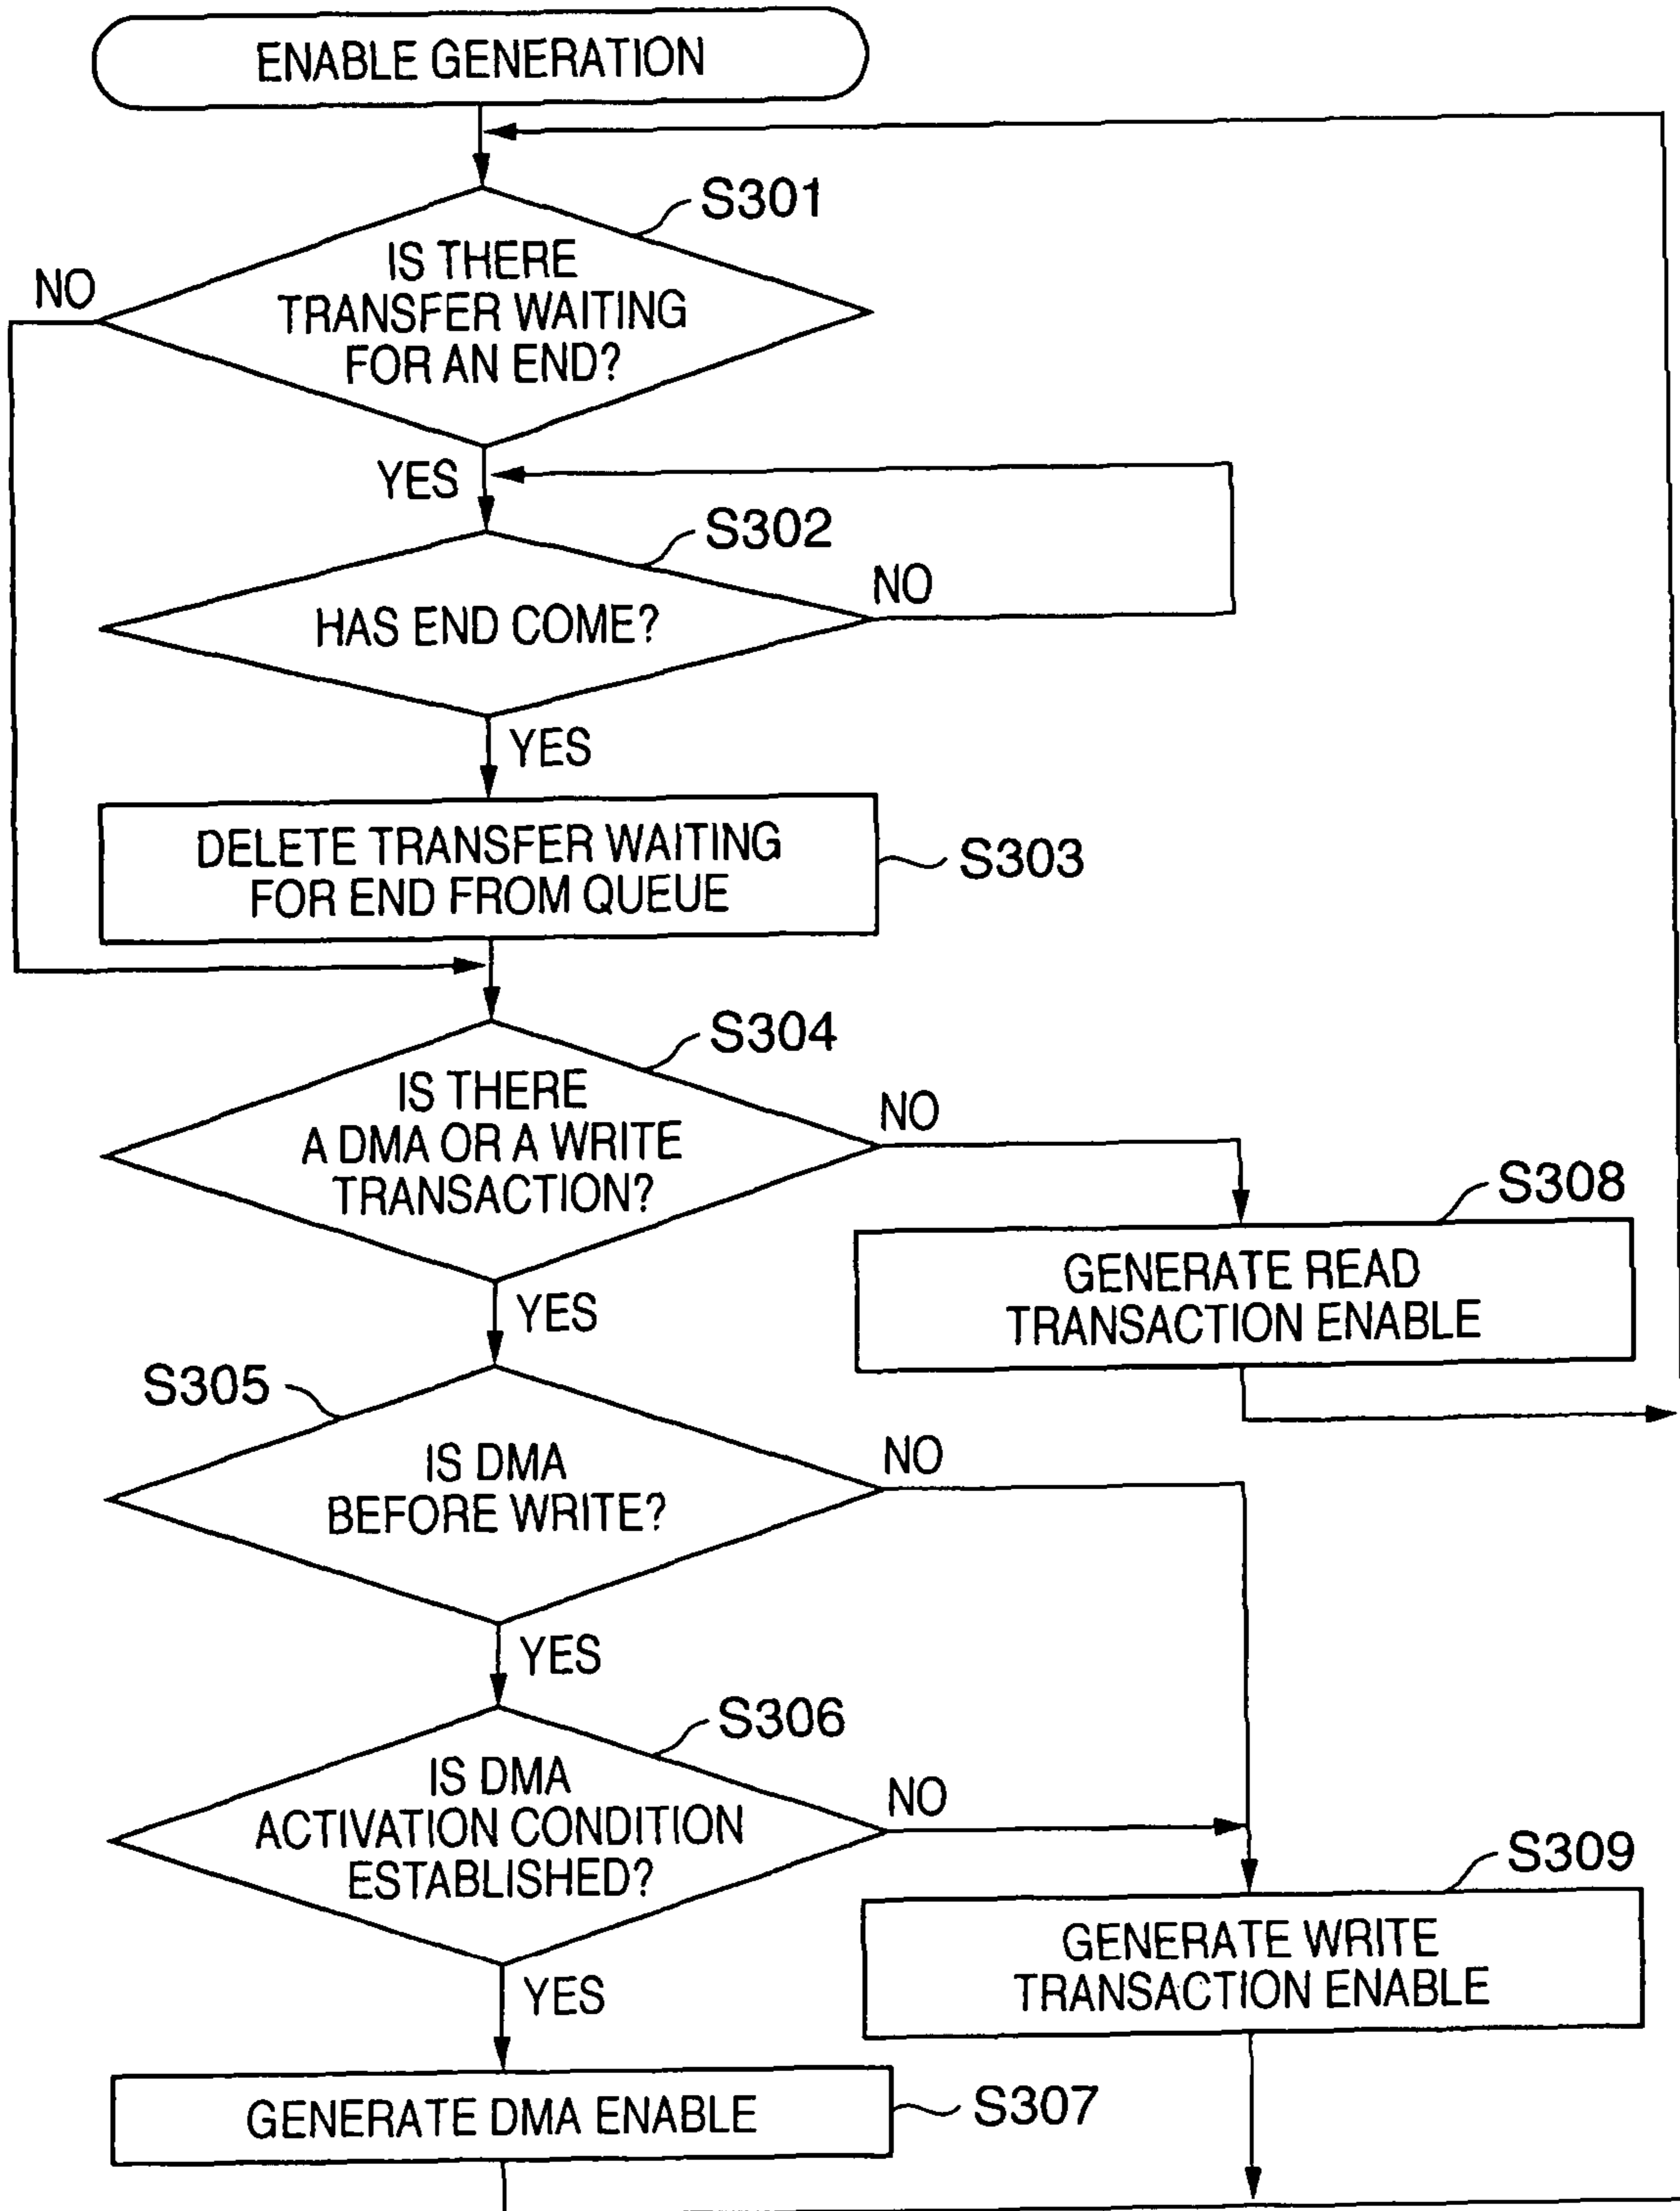 ENABLE GENERATION
S301
IS THERE
TRANSFER WAITING
FOR AN END?
NO
YES
S302
HAS END COME?
NO
YES
DELETE TRANSFER WAITING
FOR END FROM QUEUE
S303
S304
IS THERE
A DMA OR A WRITE
TRANSACTION?
NO
YES
S308
GENERATE READ
TRANSACTION ENABLE
S305
IS DMA
BEFORE WRITE?
NO
YES
S306
IS DMA
ACTIVATION CONDITION
ESTABLISHED?
NO
YES
S309
GENERATE WRITE
TRANSACTION ENABLE
GENERATE DMA ENABLE
S307